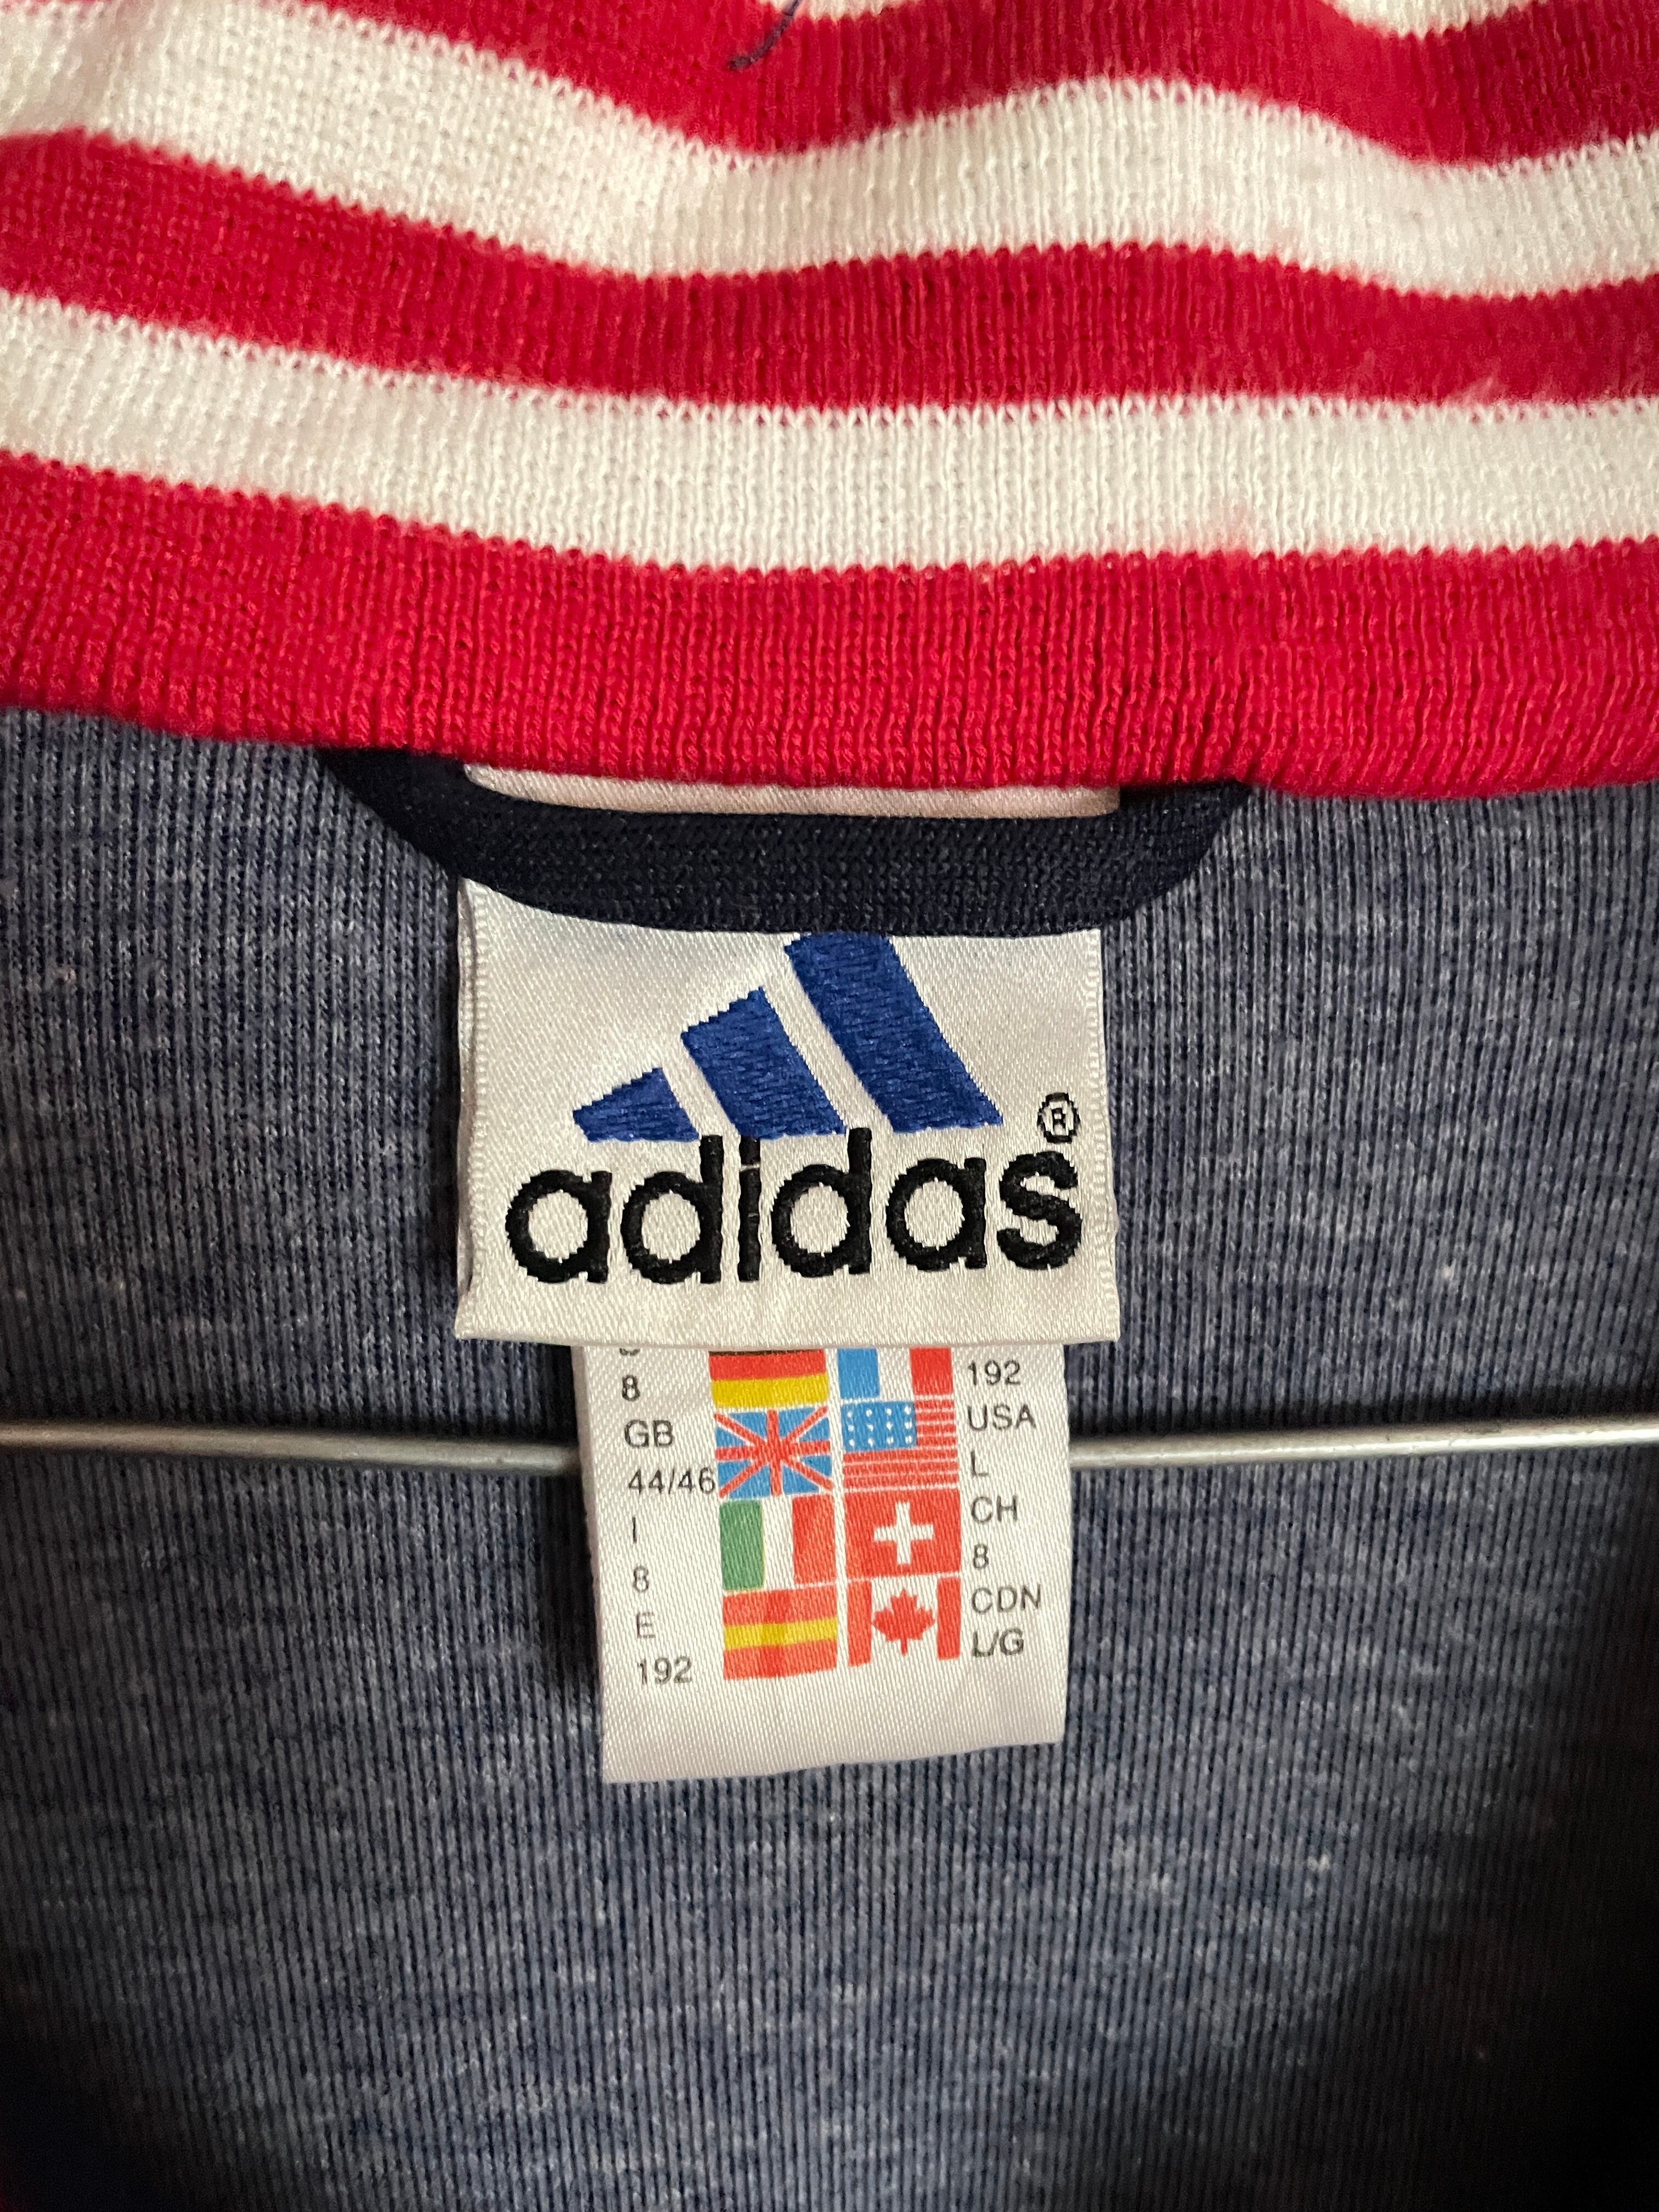 adidas®
8
GB
44/46
I
8
E
192
192
USA
L
CH
8
CDN
L/G